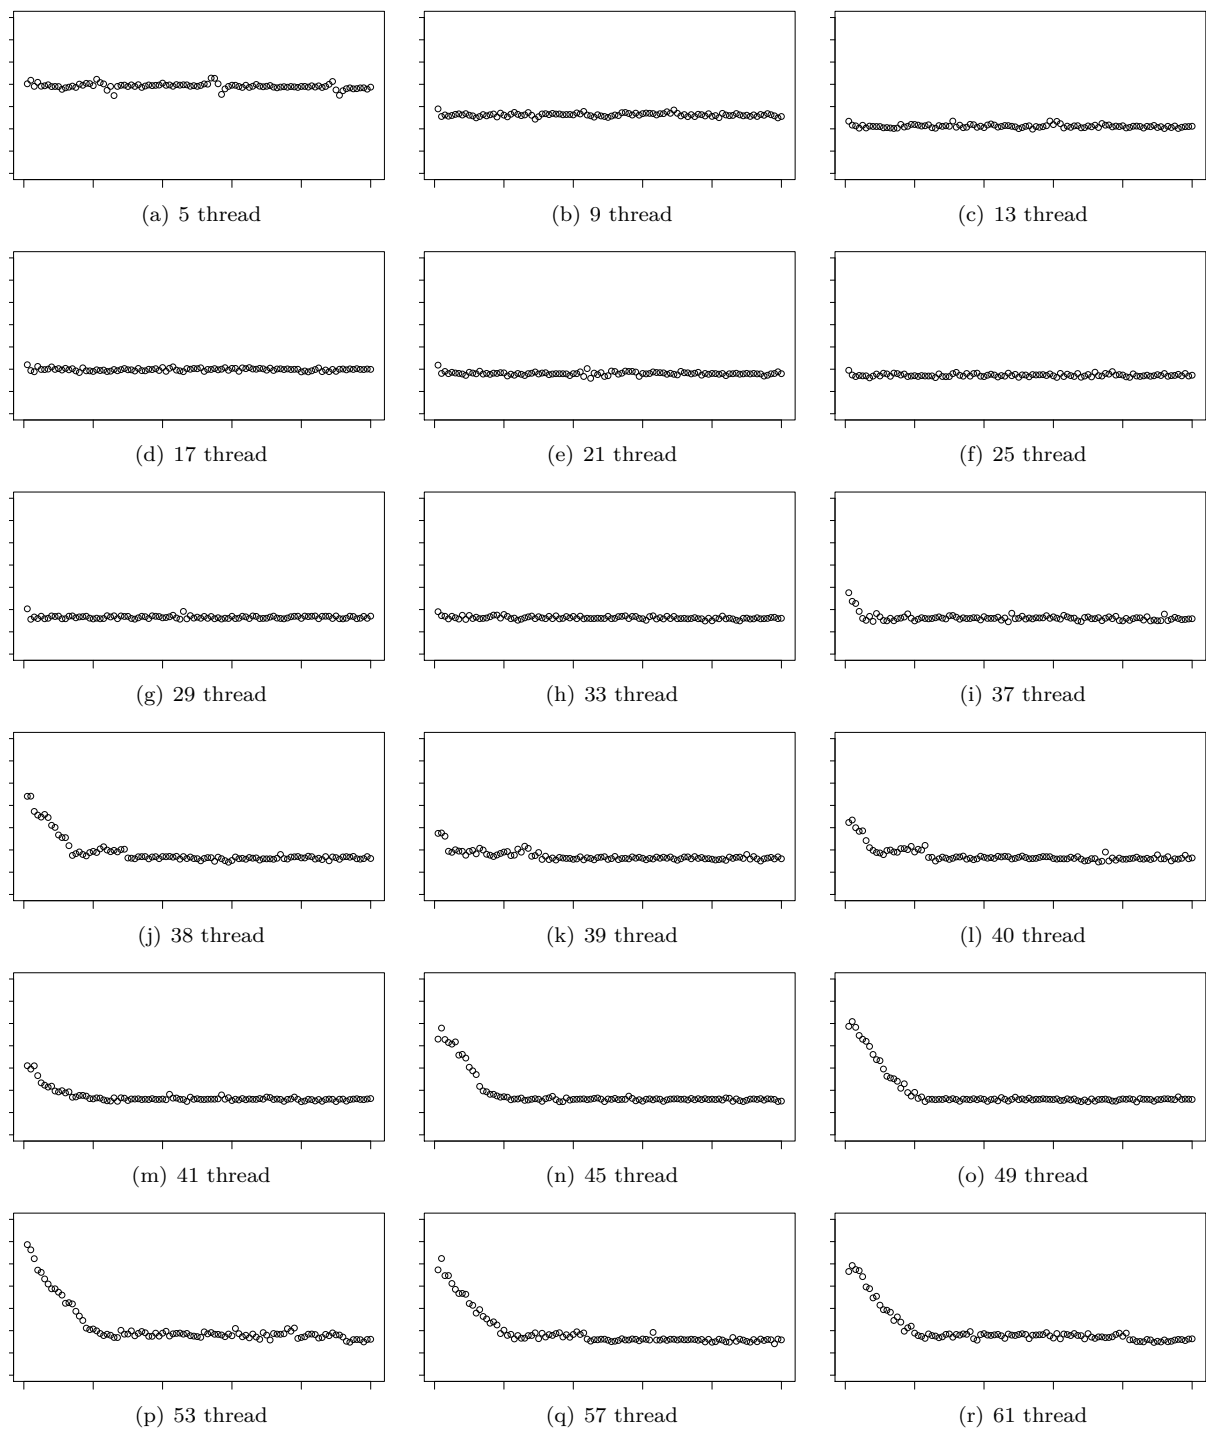 (a) 5 thread
(b) 9 thread
(c) 13 thread
(d) 17 thread
(e) 21 thread
(f) 25 thread
(g) 29 thread
(h) 33 thread
(i) 37 thread
(j) 38 thread
(k) 39 thread
(l) 40 thread
(m) 41 thread
(n) 45 thread
(o) 49 thread
(p) 53 thread
(q) 57 thread
(r) 61 thread